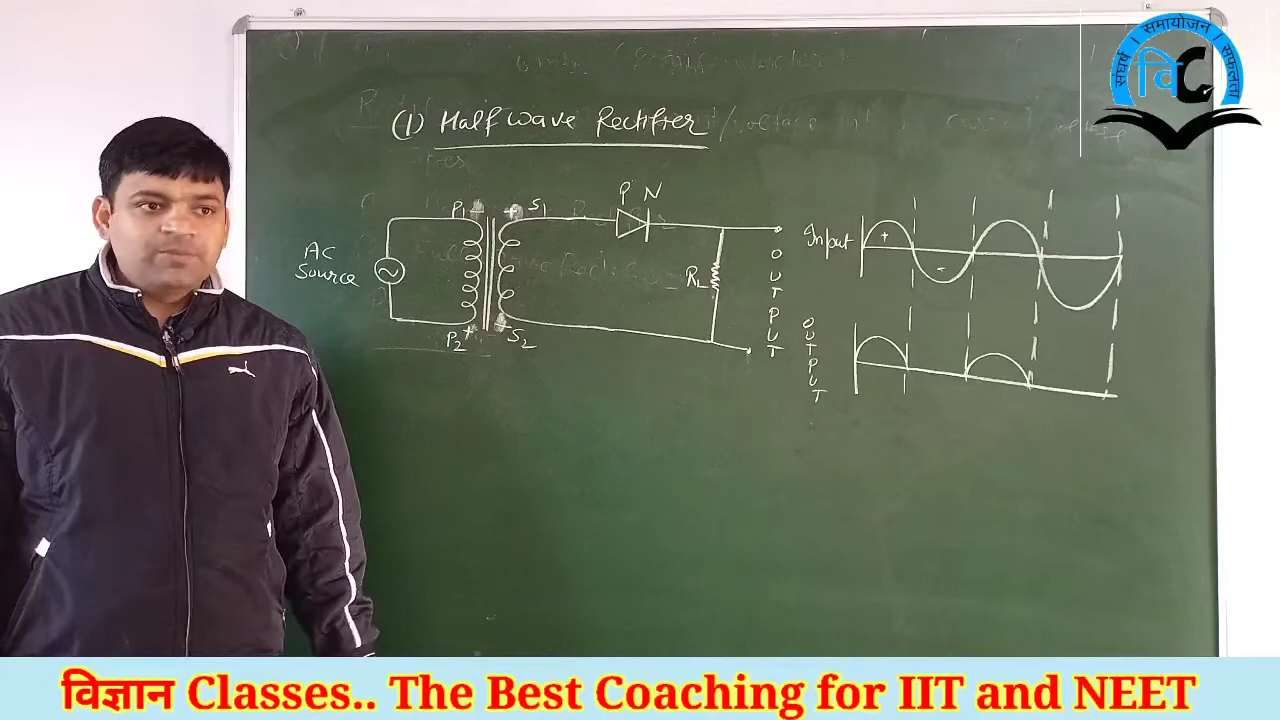 संघर्ष । समायोजन । सफलता
विC
(1) Half wave Rectifier
AC
Source
P1
S1
P2
S2
P N
RL
OUTPUT
Input
+
-
OUTPUT
विज्ञान Classes.. The Best Coaching for IIT and NEET